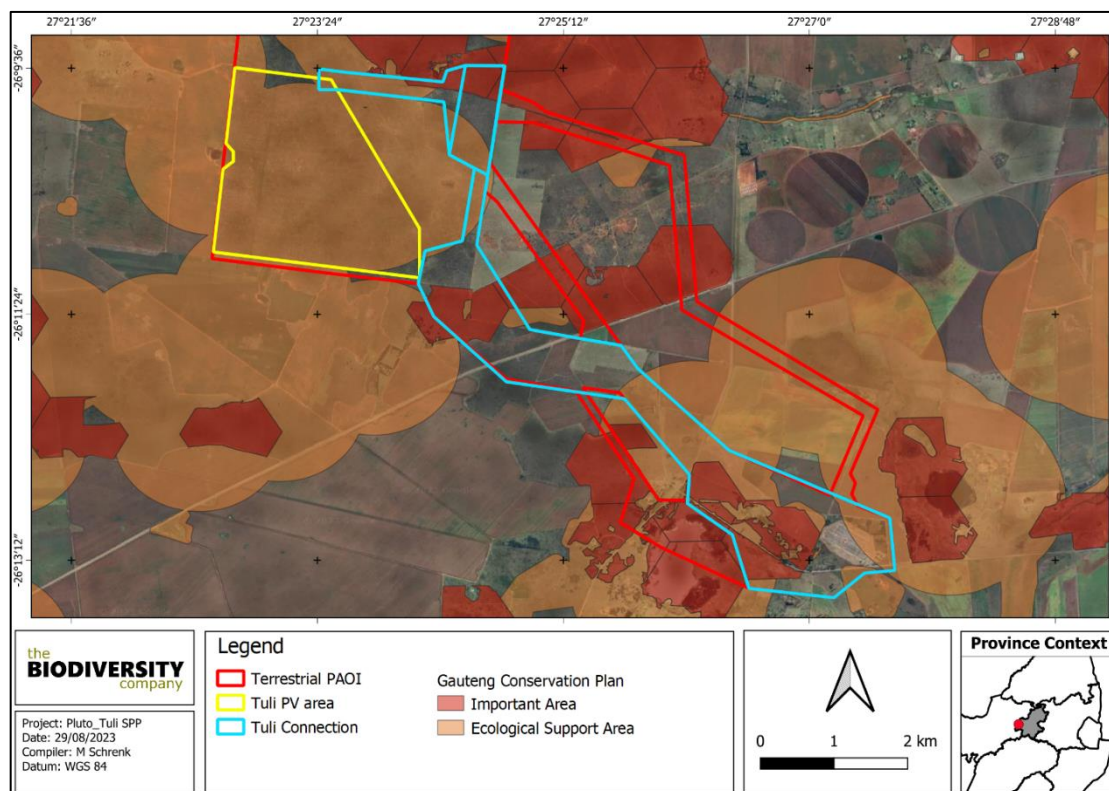 27°21'36" 27°23'24" 27°25'12" 27°27'0" 27°28'48"
-26°9'36"
-26°11'24"
-26°13'12"
the
BIODIVERSITY
company
Project: Pluto_Tuli SPP
Date: 29/08/2023
Compiler: M Schrenk
Datum: WGS 84
Legend
Terrestrial PAOI
Tuli PV area
Tuli Connection
Gauteng Conservation Plan
Important Area
Ecological Support Area
0 1 2 km
Province Context